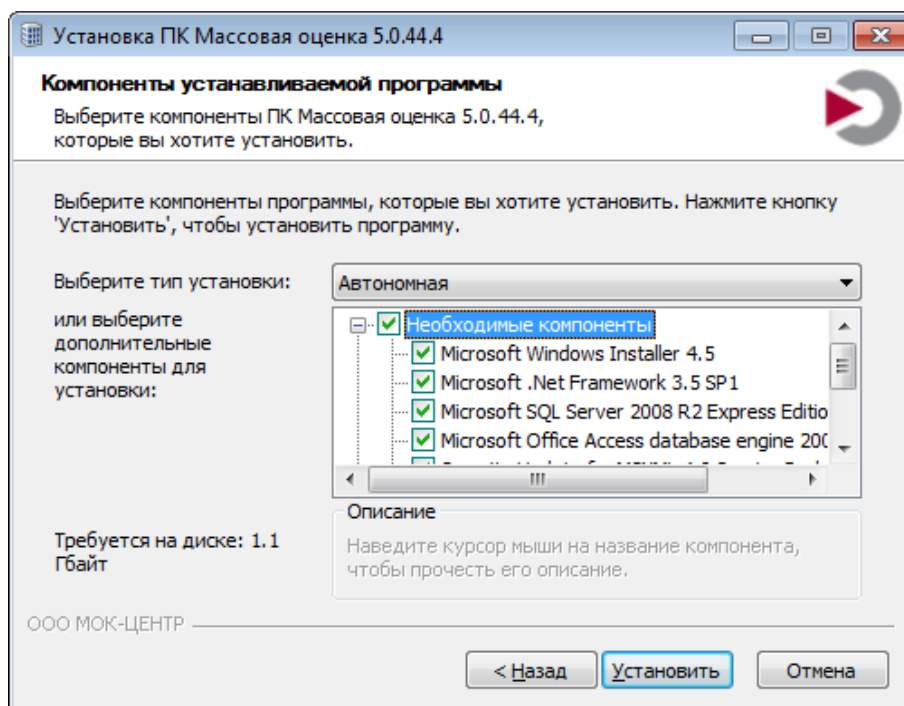 Установка ПК Массовая оценка 5.0.44.4
Компоненты устанавливаемой программы
Выберите компоненты ПК Массовая оценка 5.0.44.4,
которые вы хотите установить.
Выберите компоненты программы, которые вы хотите установить. Нажмите кнопку
'Установить', чтобы установить программу.
Выберите тип установки:
Автономная
или выберите
дополнительные
компоненты для
установки:
Необходимые компоненты
Microsoft Windows Installer 4.5
Microsoft .Net Framework 3.5 SP1
Microsoft SQL Server 2008 R2 Express Editio
Microsoft Office Access database engine 200
Требуется на диске: 1.1
Гбайт
Описание
Наведите курсор мыши на название компонента,
чтобы прочесть его описание.
ООО МОК-ЦЕНТР
< Назад
Установить
Отмена